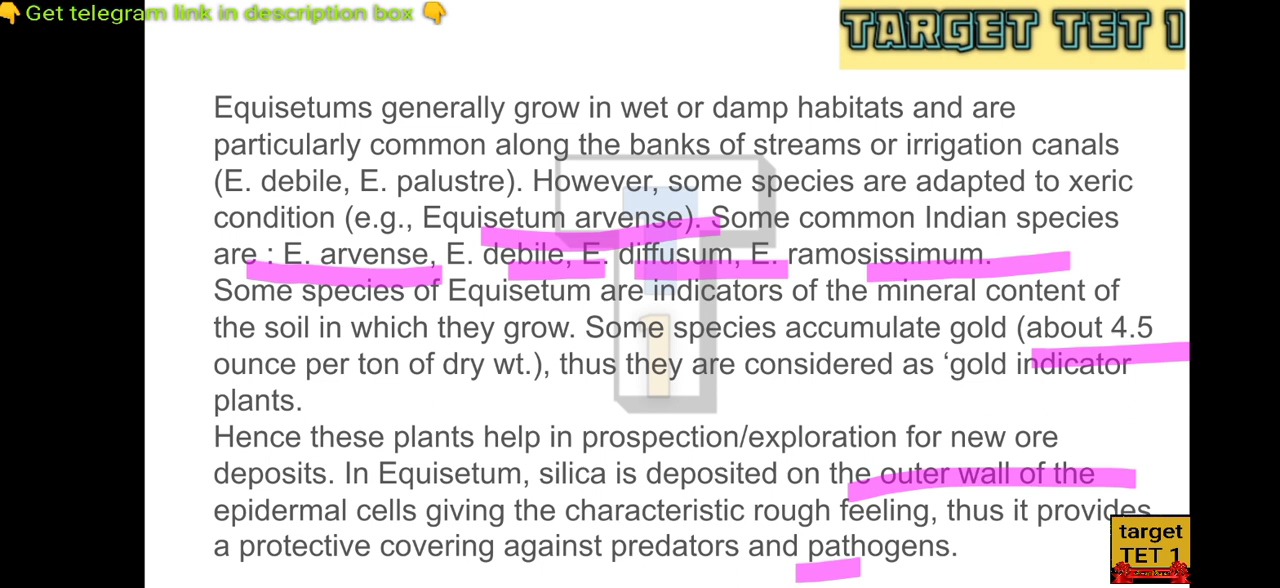 👇 Get telegram link in description box 👇
TARGET TET 1
Equisetums generally grow in wet or damp habitats and are
particularly common along the banks of streams or irrigation canals
(E. debile, E. palustre). However, some species are adapted to xeric
condition (e.g., Equisetum arvense). Some common Indian species
are : E. arvense, E. debile, E. diffusum, E. ramosissimum.
Some species of Equisetum are indicators of the mineral content of
the soil in which they grow. Some species accumulate gold (about 4.5
ounce per ton of dry wt.), thus they are considered as ‘gold indicator
plants.
Hence these plants help in prospection/exploration for new ore
deposits. In Equisetum, silica is deposited on the outer wall of the
epidermal cells giving the characteristic rough feeling, thus it provides
a protective covering against predators and pathogens.
target
TET 1